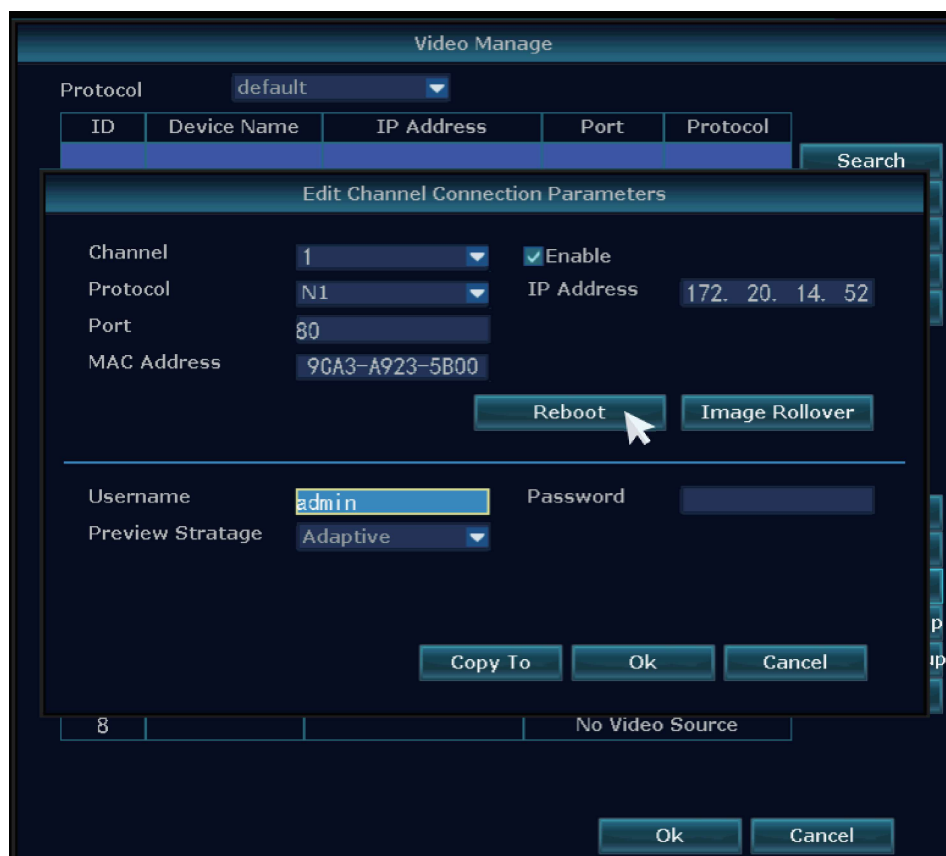 Video Manage
Protocol default
ID Device Name IP Address Port Protocol
Search
Edit Channel Connection Parameters
Channel 1 Enable
Protocol N1 IP Address 172. 20. 14. 52
Port 80
MAC Address 9CA3-A923-5B00
Reboot Image Rollover
Username admin Password
Preview Stratage Adaptive
p
up
Copy To Ok Cancel
8 No Video Source
Ok Cancel